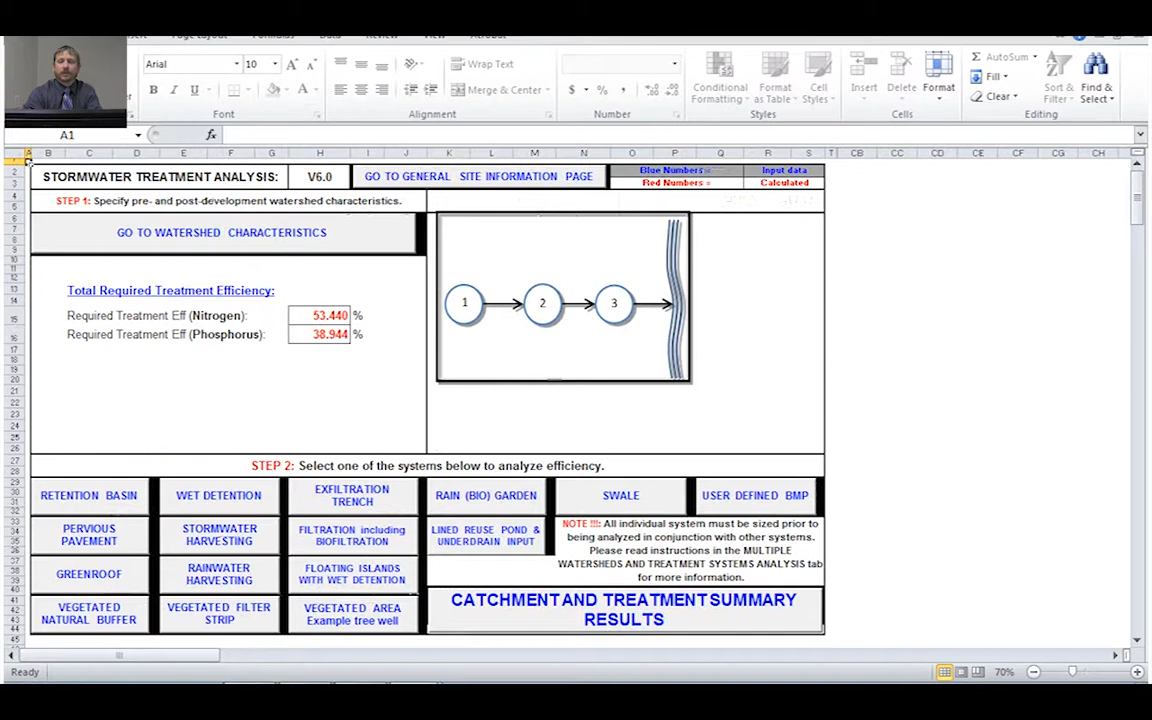 Arial 10 Wrap Text AutoSum
Conditional Format Cell Insert Delete Format Fill Sort & Find &
Merge & Center $ % , Formatting as Table Styles Clear Filter Select
Font Alignment Number Styles Cells Editing
A1 fx
A B C D E F G H I J K L M N O P Q R S T CB CC CD CE CF CG CH
STORMWATER TREATMENT ANALYSIS: V6.0 GO TO GENERAL SITE INFORMATION PAGE
Blue Numbers = Input data
Red Numbers = Calculated
STEP 1: Specify pre- and post-development watershed characteristics.
GO TO WATERSHED CHARACTERISTICS
1 2 3
Total Required Treatment Efficiency:
Required Treatment Eff (Nitrogen): 53.440 %
Required Treatment Eff (Phosphorus): 38.944 %
STEP 2: Select one of the systems below to analyze efficiency.
RETENTION BASIN
WET DETENTION
EXFILTRATION
TRENCH
RAIN (BIO) GARDEN
SWALE
USER DEFINED BMP
PERVIOUS
PAVEMENT
STORMWATER
HARVESTING
FILTRATION including
BIOFILTRATION
LINED REUSE POND &
UNDERDRAIN INPUT
NOTE !!!: All individual system must be sized prior to
being analyzed in conjunction with other systems.
Please read instructions in the MULTIPLE
WATERSHEDS AND TREATMENT SYSTEMS ANALYSIS tab
for more information.
GREENROOF
RAINWATER
HARVESTING
FLOATING ISLANDS
WITH WET DETENTION
VEGETATED
NATURAL BUFFER
VEGETATED FILTER
STRIP
VEGETATED AREA
Example tree well
CATCHMENT AND TREATMENT SUMMARY
RESULTS
Ready 70%